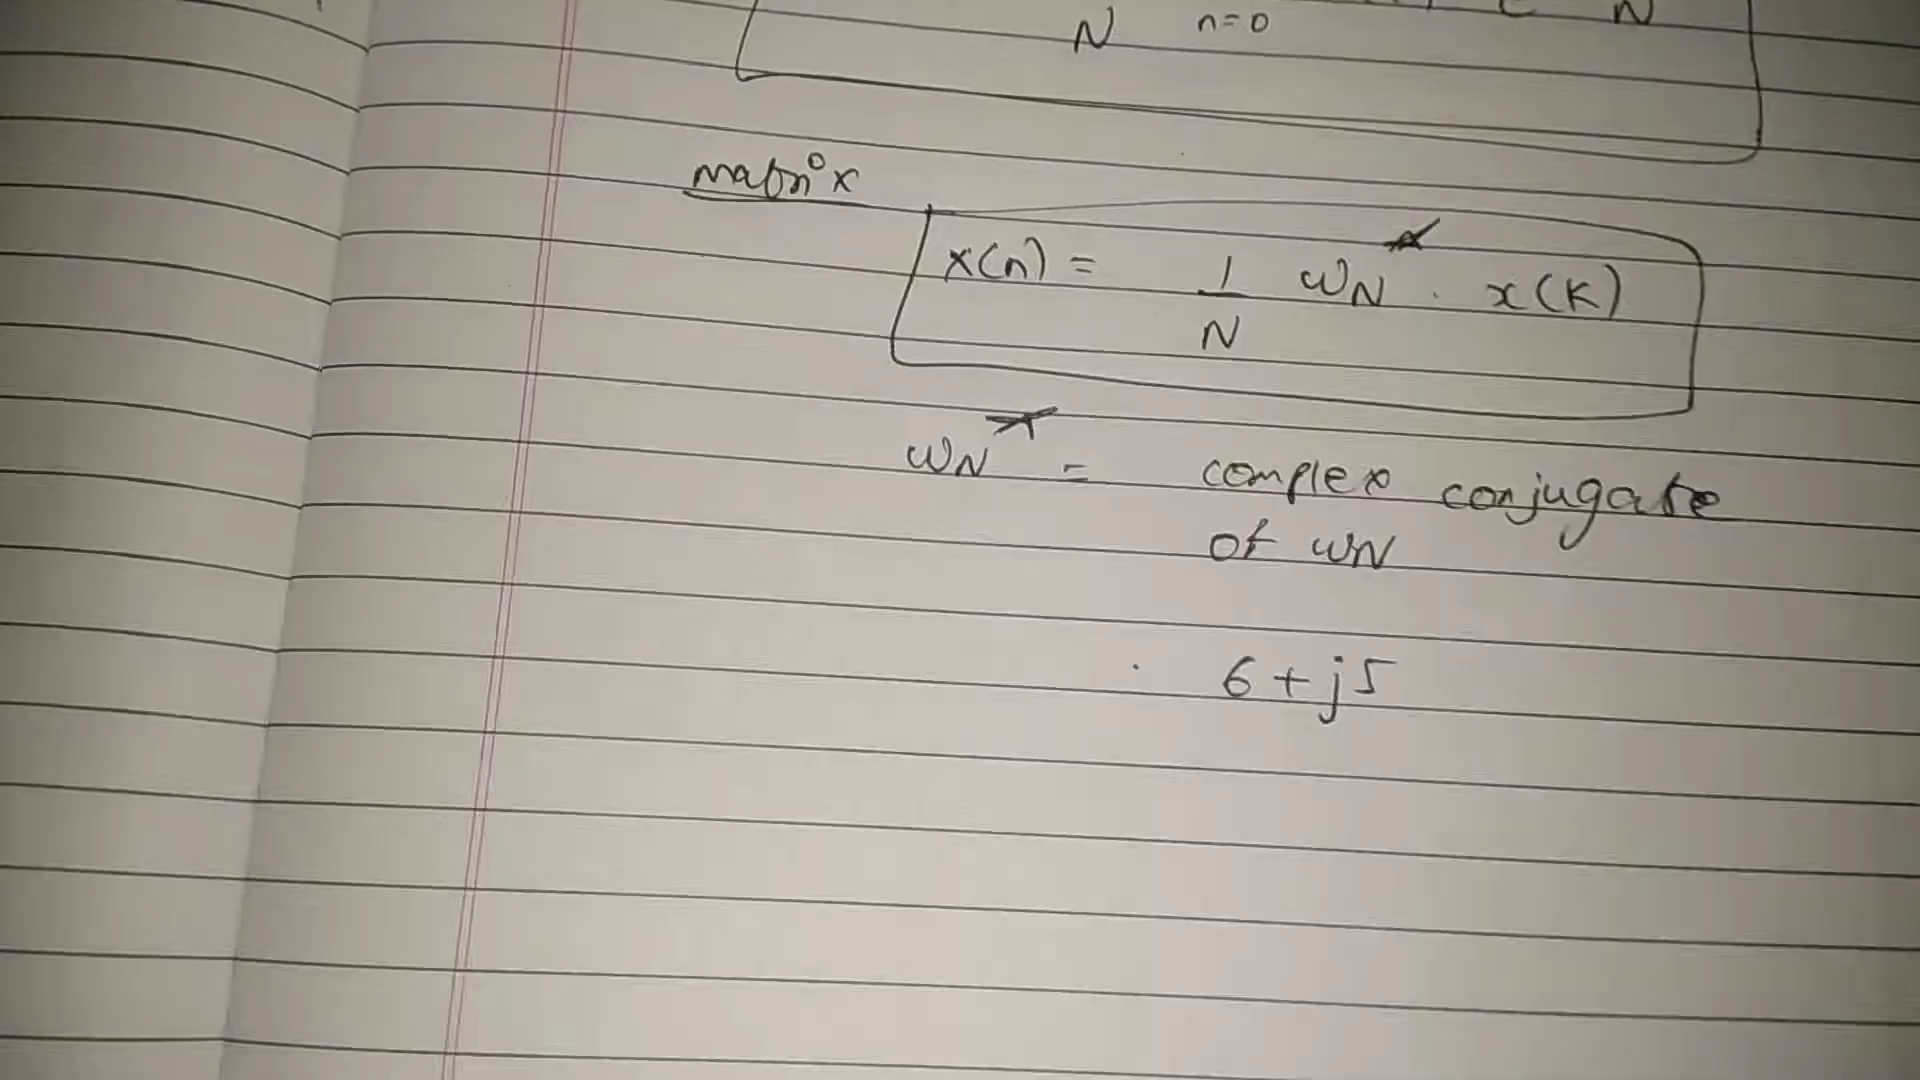 N n=0 N
matrix
x(n) = 1/N WN* . x(K)
WN* = complex conjugate
of WN
6+j5